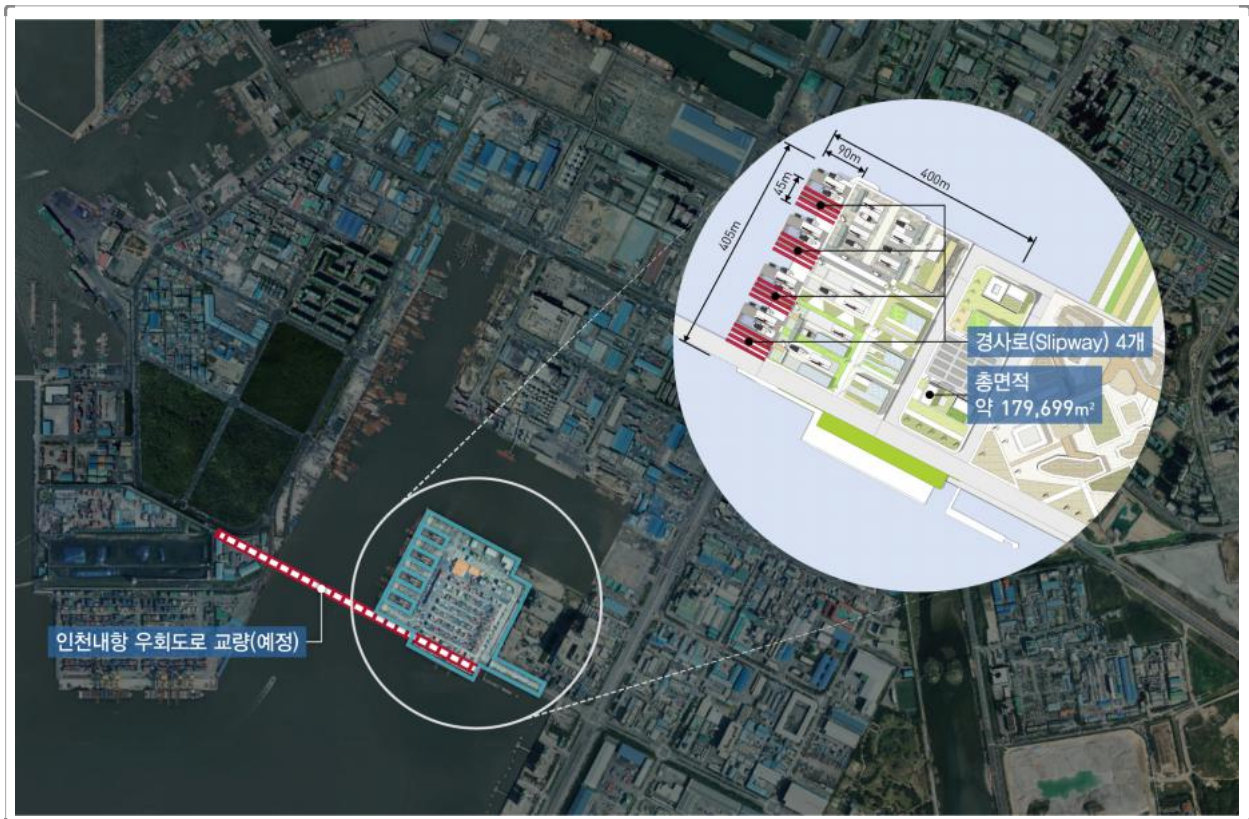 90m
400m
45m
405m
경사로(Slipway) 4개
총면적
약 179,699m²
인천내항 우회도로 교량(예정)